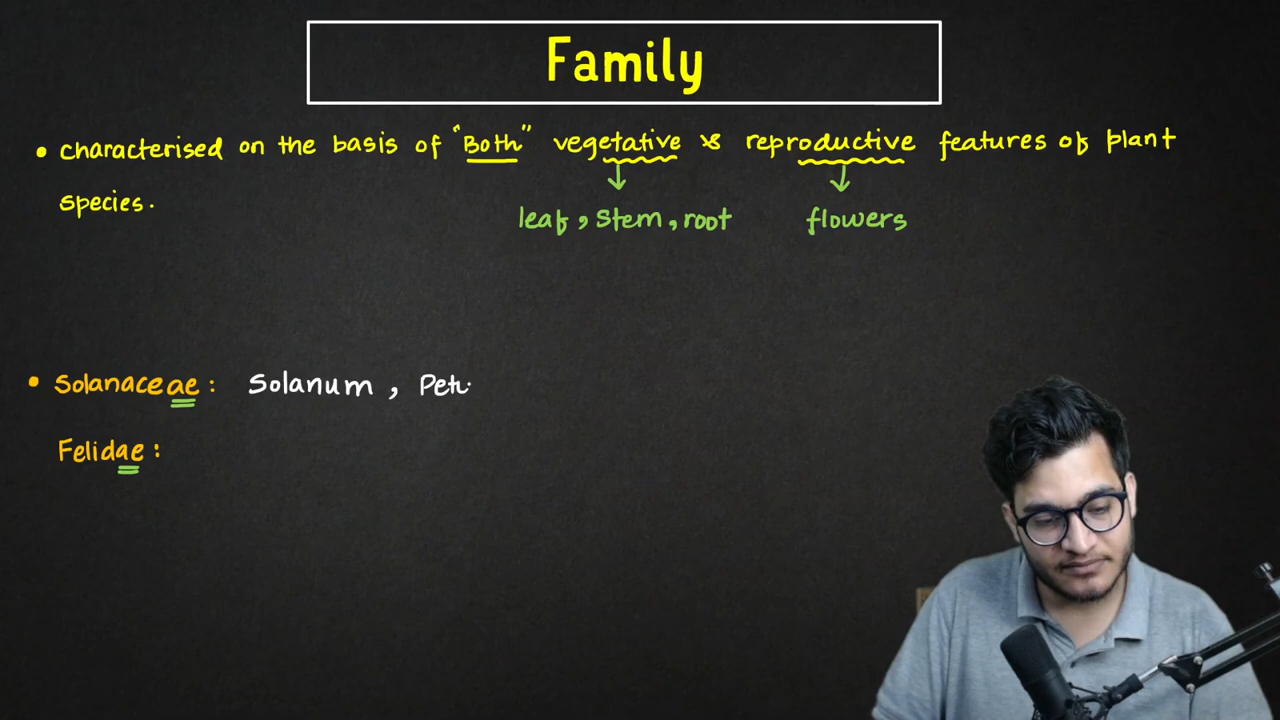 Family
• characterised on the basis of "Both" vegetative & reproductive features of plant
species.
leaf, stem, root flowers
• Solanaceae: Solanum, Petu
Felidae: